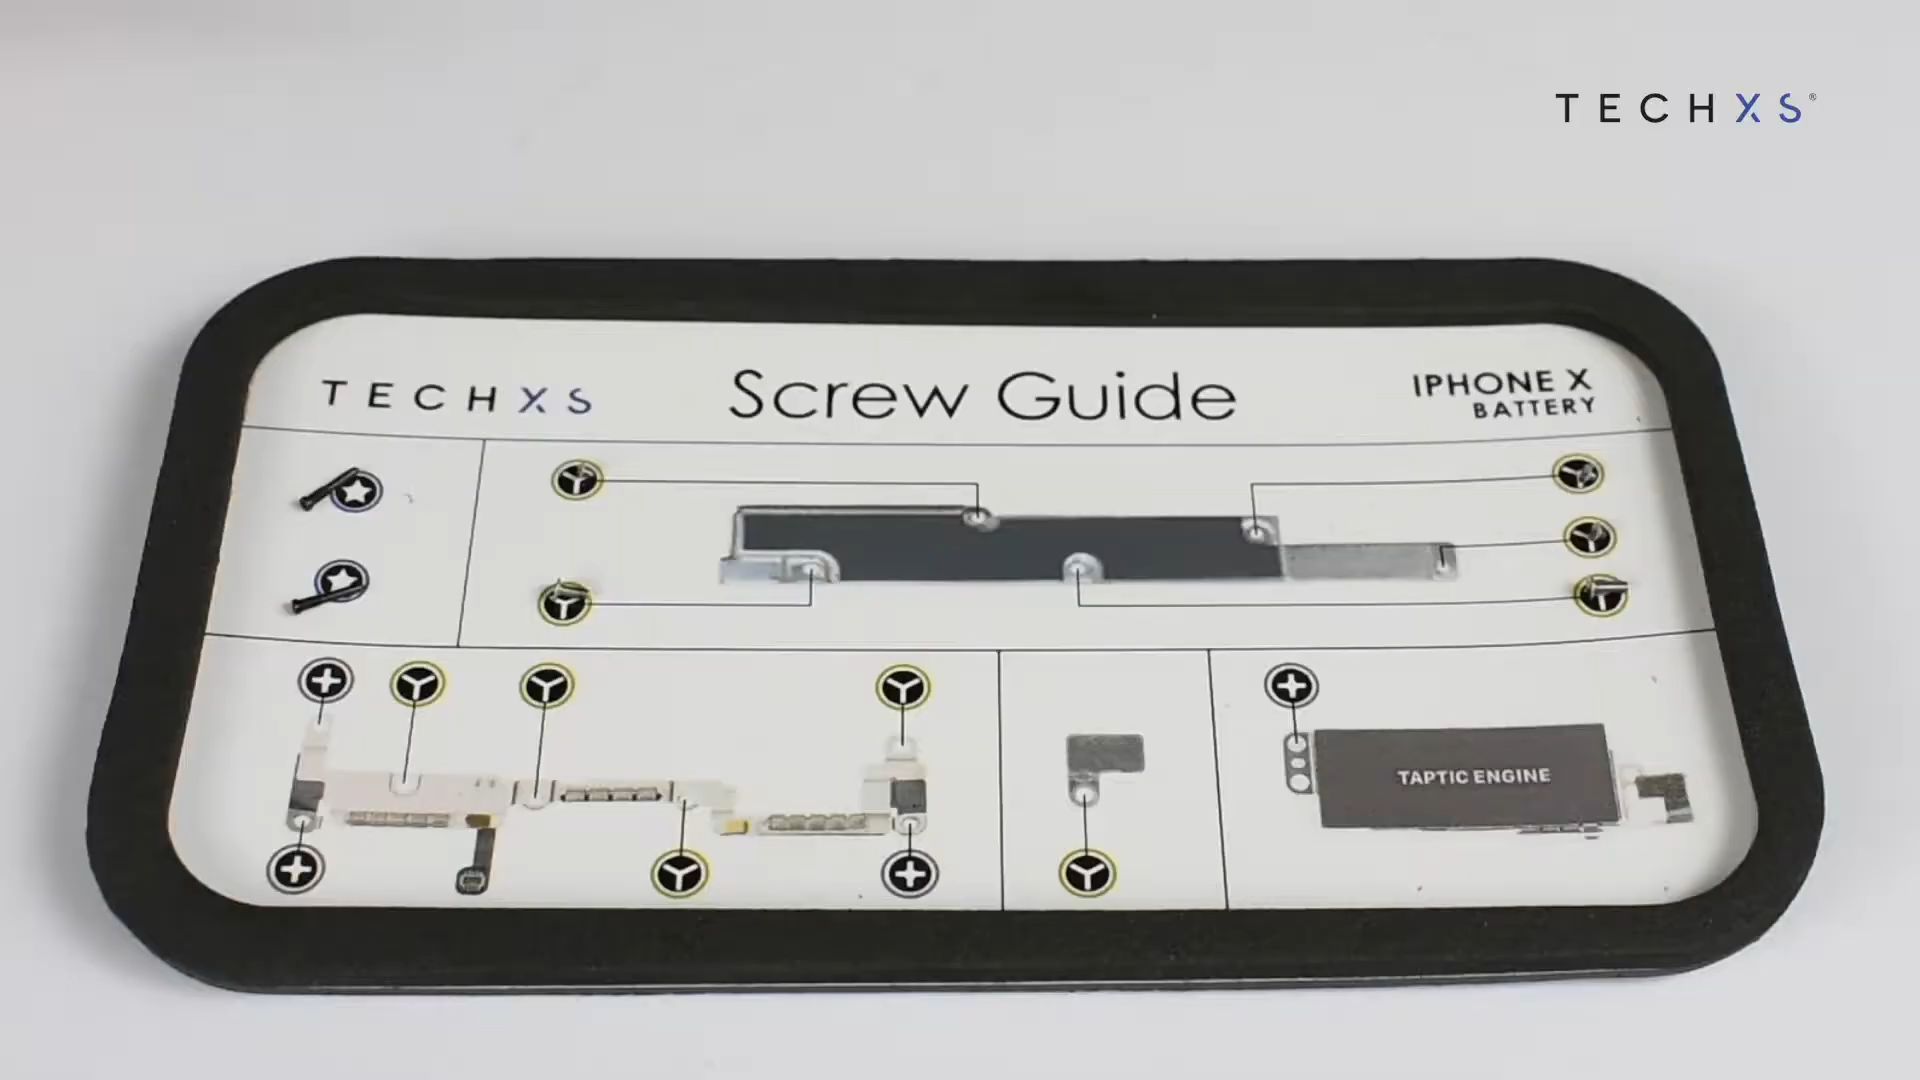 TECHXS®
TECHXS
Screw Guide
IPHONE X
BATTERY
TAPTIC ENGINE